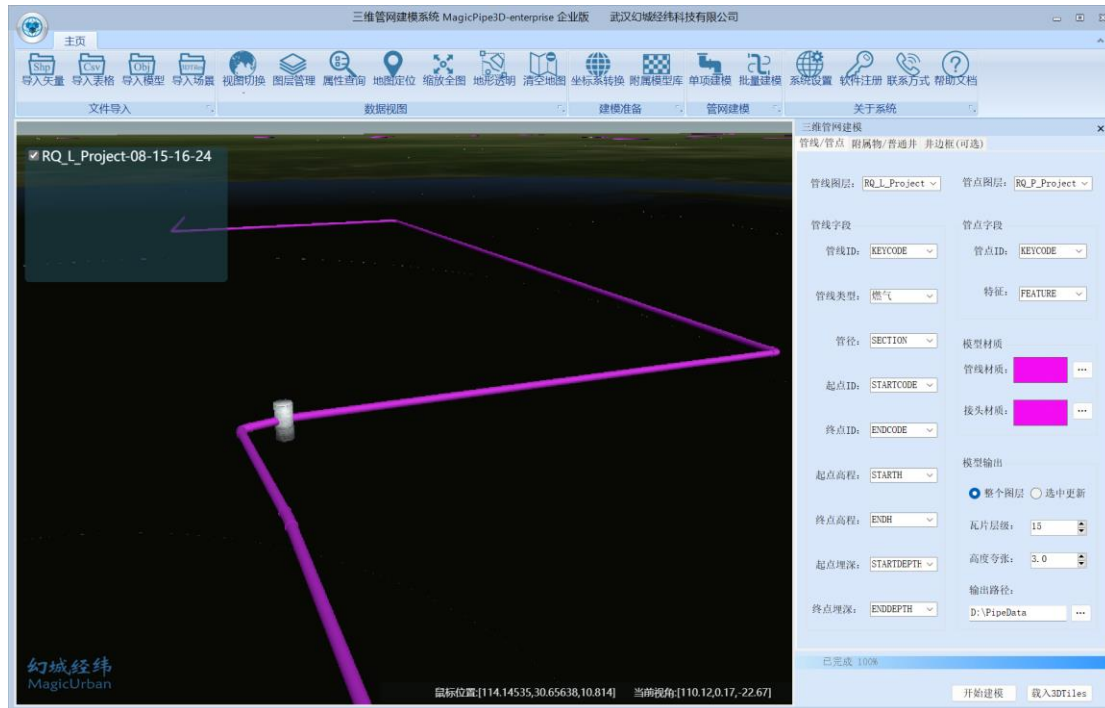 三维管网建模系统 MagicPipe3D-enterprise 企业版 武汉幻城经纬科技有限公司
主页
Shp Csv Obj 3DTiles
导入矢量 导入表格 导入模型 导入场景 视图切换 图层管理 属性查询 地图定位 缩放全图 地形透明 清空地图 坐标系转换 附属模型库 单项建模 批量建模 系统设置 软件注册 联系方式 帮助文档
文件导入 数据视图 建模准备 管网建模 关于系统
RQ_L_Project-08-15-16-24
幻城经纬
MagicUrban
鼠标位置:[114.14535,30.65638,10.814] 当前视角:[110.12,0.17,-22.67]
三维管网建模 ×
管线/管点 附属物/普通井 井边框(可选)
管线图层: RQ_L_Project 管点图层: RQ_P_Project
管线字段 管点字段
管线ID: KEYCODE 管点ID: KEYCODE
管线类型: 燃气 特征: FEATURE
管径: SECTION 模型材质
管线材质: ...
起点ID: STARTCODE 接头材质: ...
终点ID: ENDCODE
起点高程: STARTH 模型输出
整个图层 选中更新
终点高程: ENDH 瓦片层级: 15
起点埋深: STARTDEPTH 高度夸张: 3.0
输出路径:
终点埋深: ENDDEPTH D:\PipeData ...
已完成 100%
开始建模 载入3DTiles